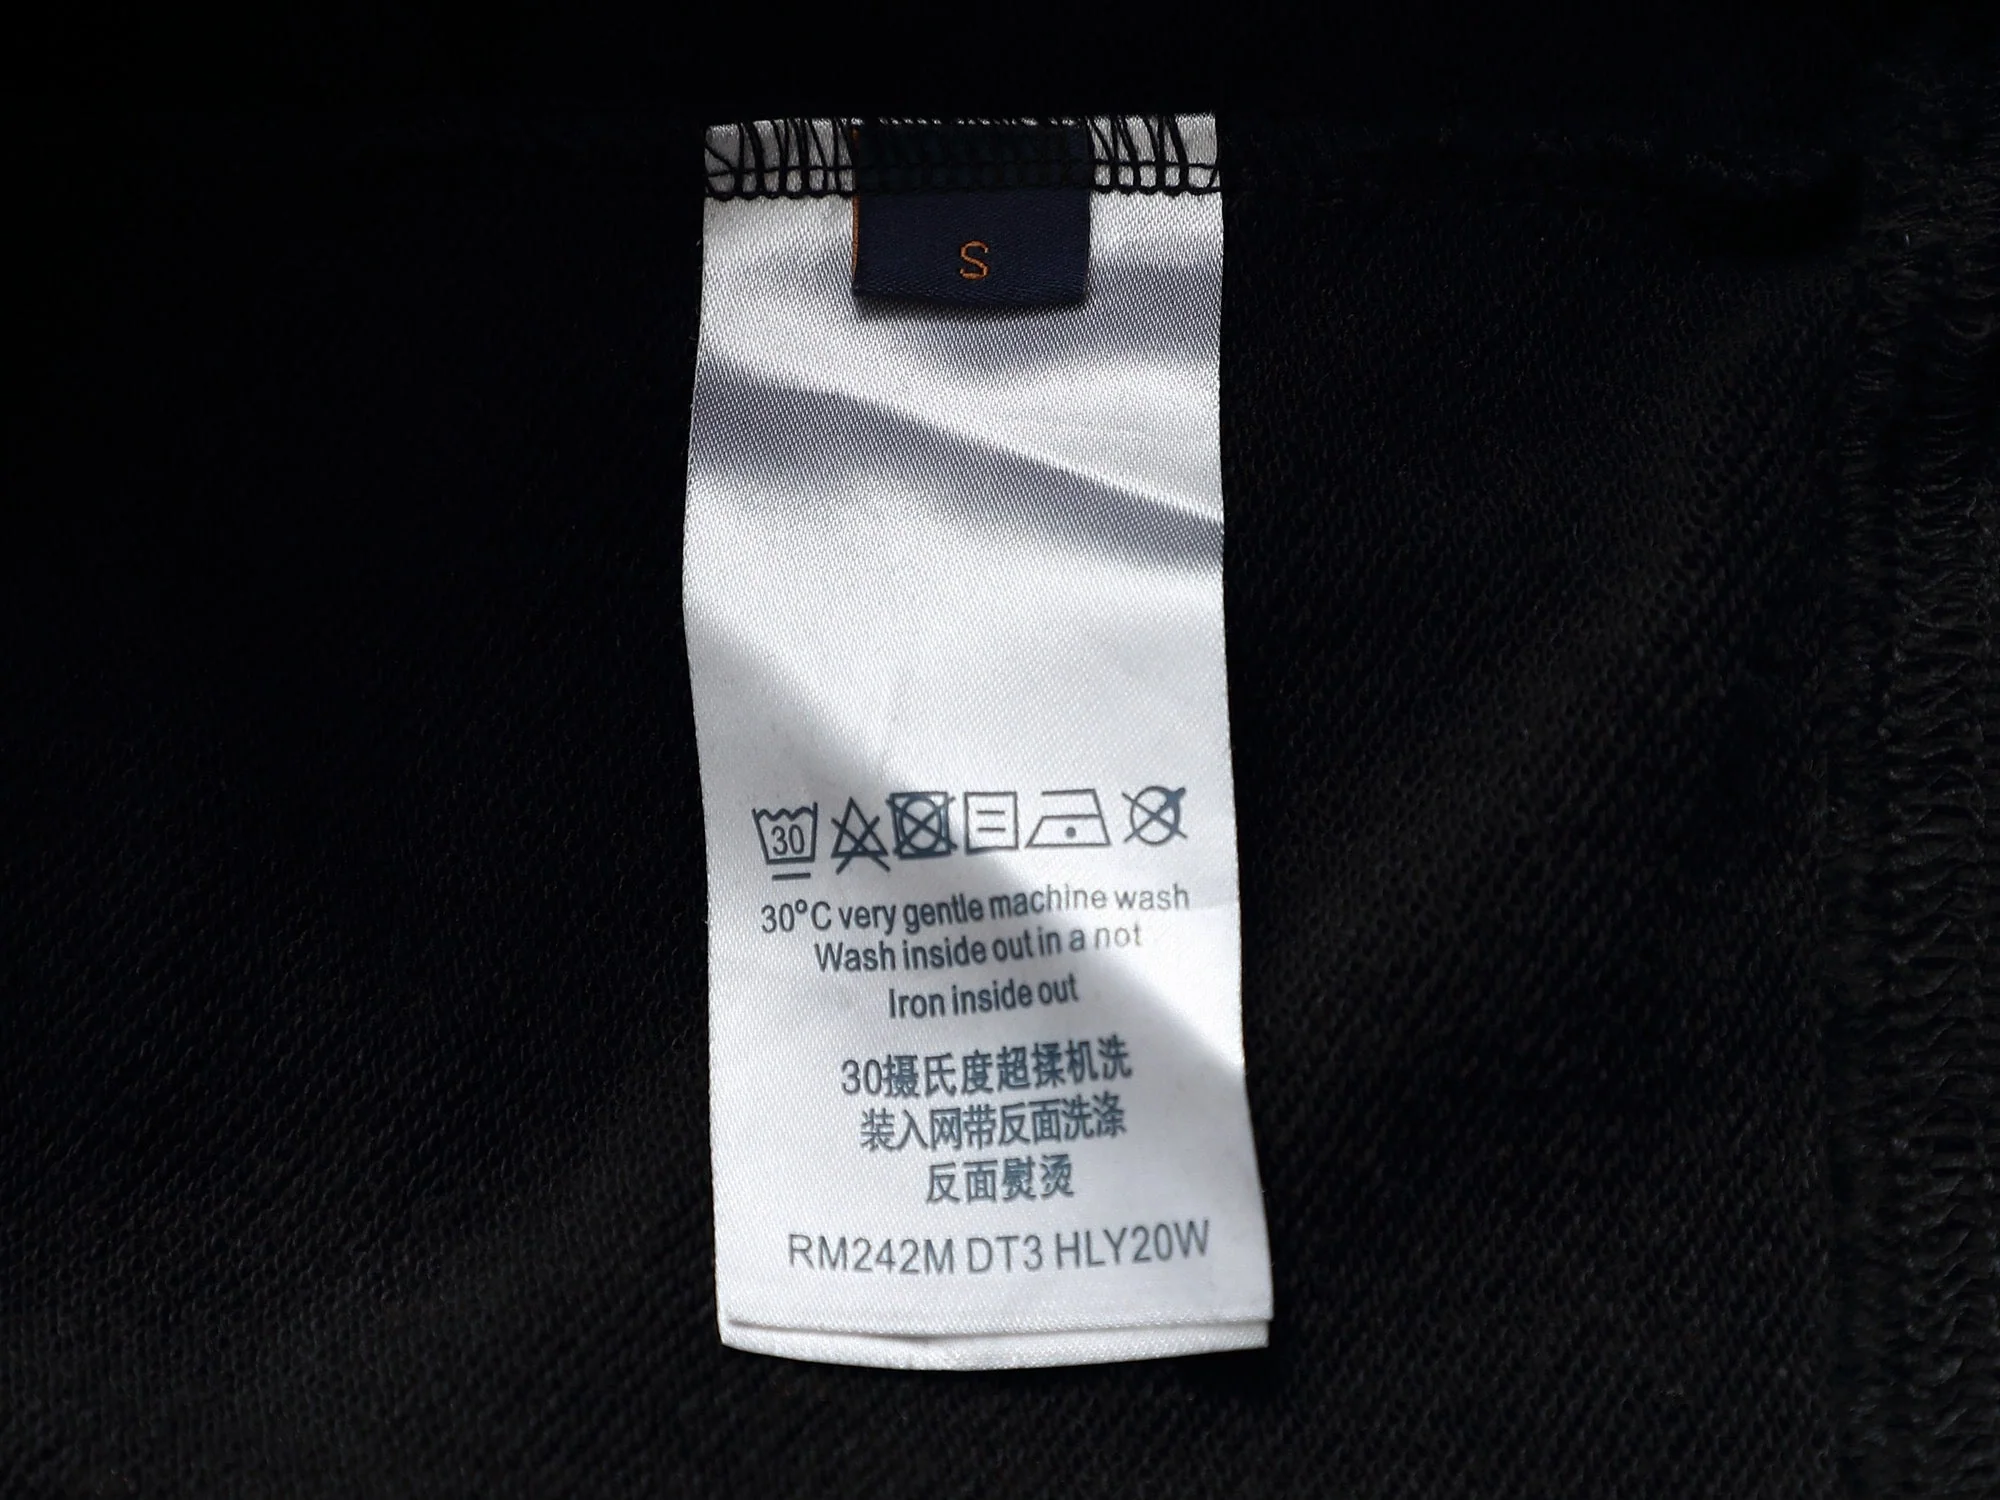 S
30
30°C very gentle machine wash
Wash inside out in a not
Iron inside out
30摄氏度超揉机洗
装入网带反面洗涤
反面熨烫
RM242M DT3 HLY20W